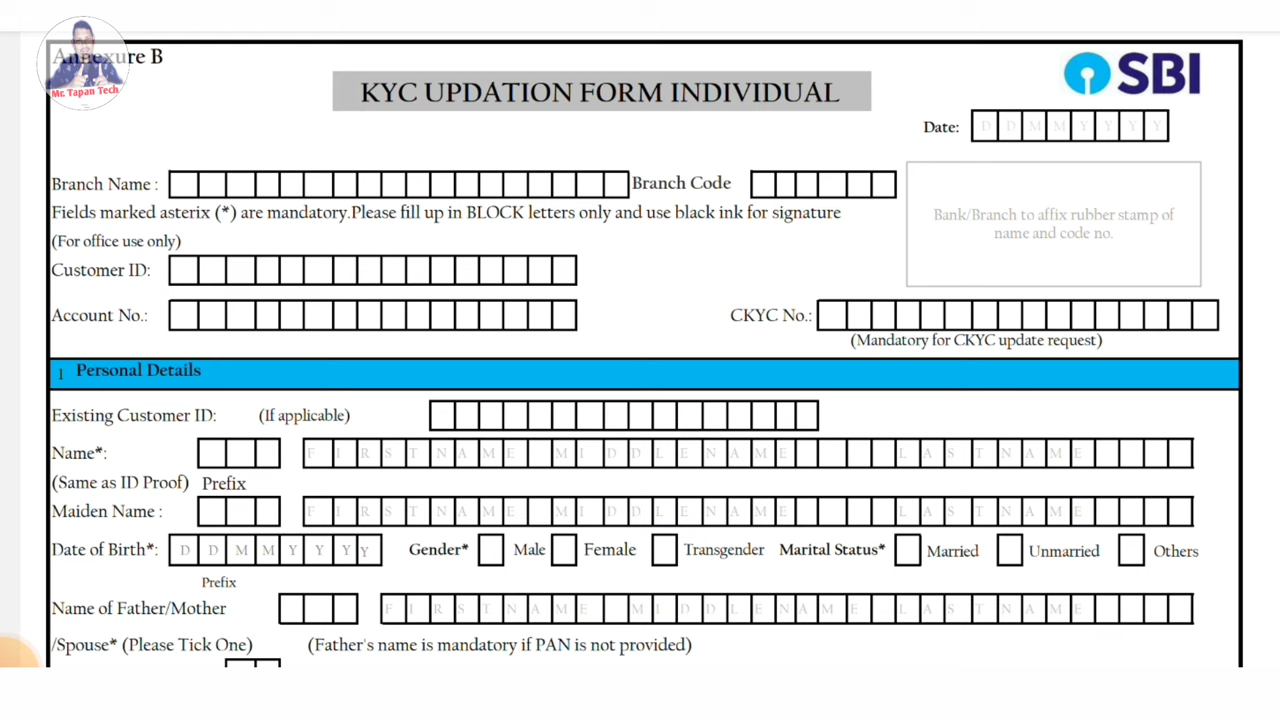 Annexure B
Mr. Tapan Tech
KYC UPDATION FORM INDIVIDUAL
SBI
Date: D D M M Y Y Y Y
Branch Name : Branch Code
Bank/Branch to affix rubber stamp of
name and code no.
Fields marked asterix (*) are mandatory.Please fill up in BLOCK letters only and use black ink for signature
(For office use only)
Customer ID:
Account No.: CKYC No.:
(Mandatory for CKYC update request)
1 Personal Details
Existing Customer ID: (If applicable)
Name*: F I R S T N A M E M I D D L E N A M E L A S T N A M E
(Same as ID Proof) Prefix
Maiden Name : F I R S T N A M E M I D D L E N A M E L A S T N A M E
Date of Birth*: D D M M Y Y Y Y Gender* Male Female Transgender Marital Status* Married Unmarried Others
Prefix
Name of Father/Mother F I R S T N A M E M I D D L E N A M E L A S T N A M E
/Spouse* (Please Tick One) (Father's name is mandatory if PAN is not provided)